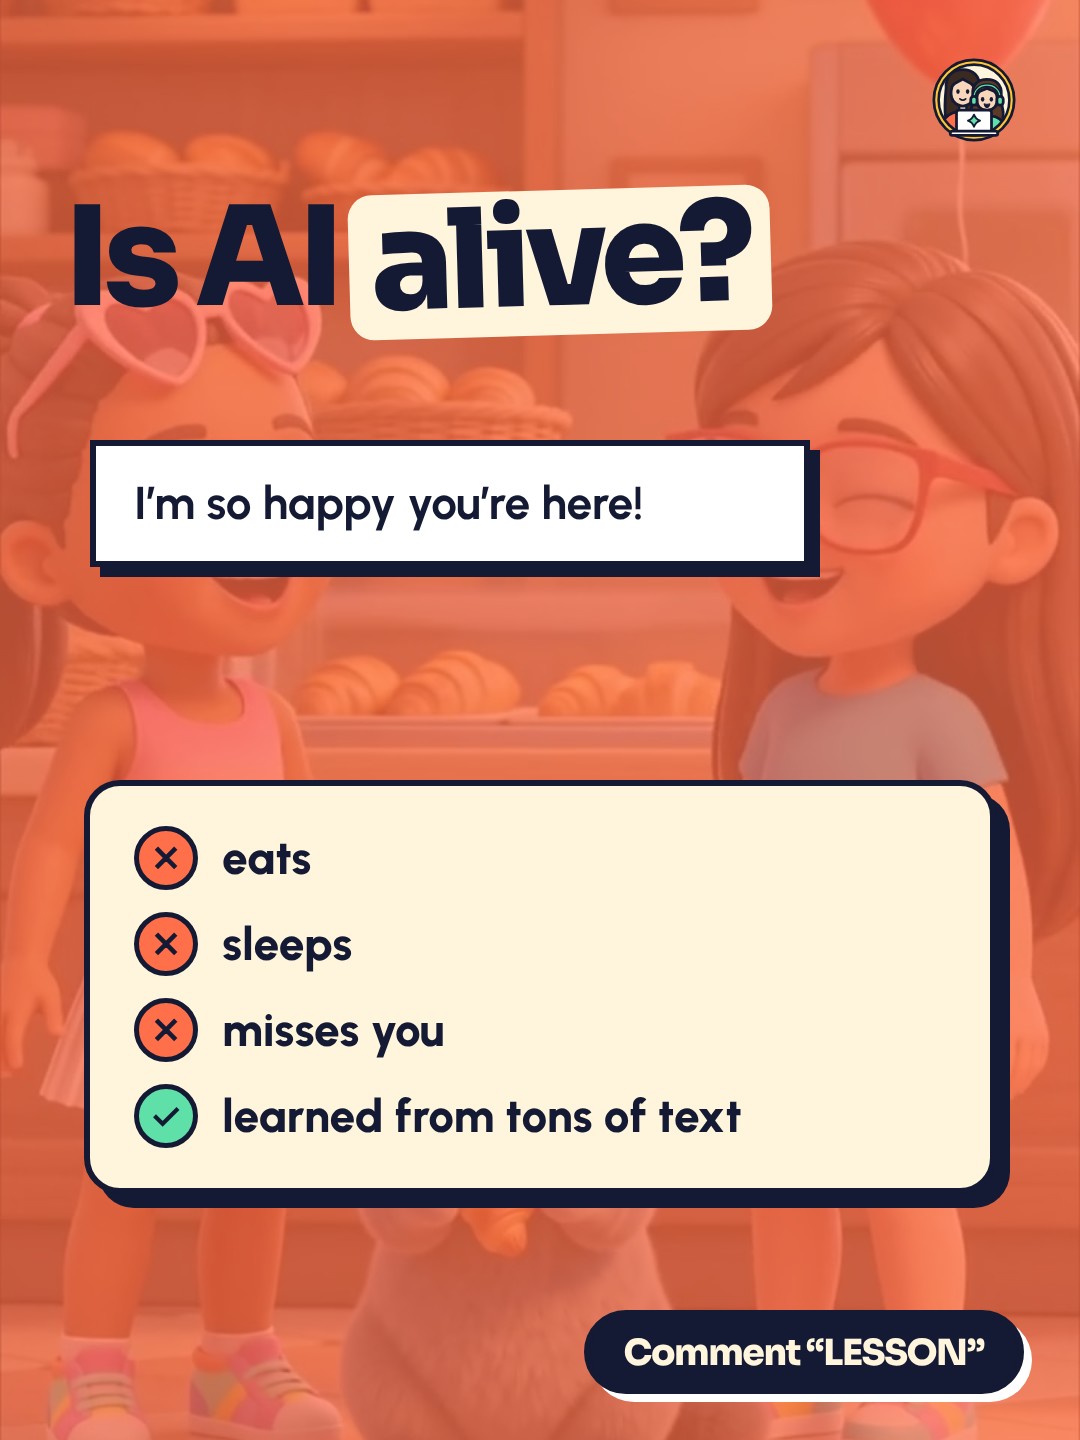 Is AI alive?
I'm so happy you're here!
eats
sleeps
misses you
learned from tons of text
Comment “LESSON”